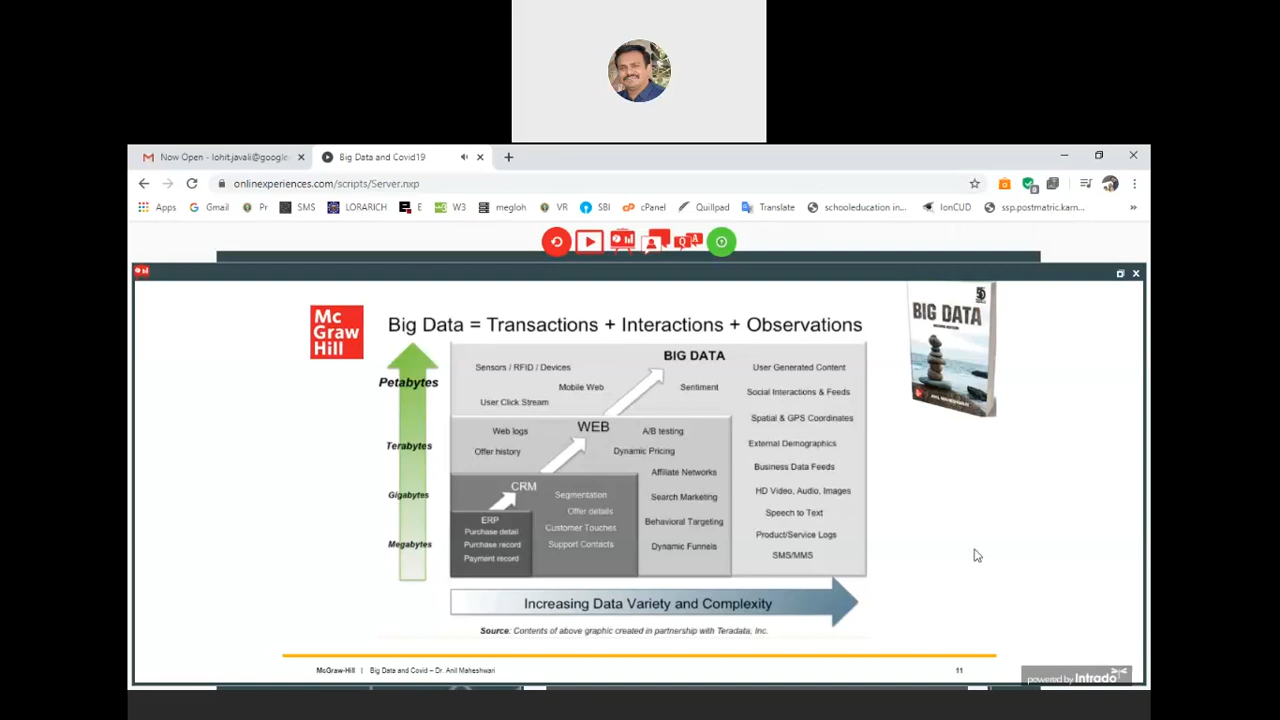 Now Open - lohit.javali@google
Big Data and Covid19
onlinexperiences.com/scripts/Server.nxp
Apps
Gmail
Pr
SMS
LORARICH
E
W3
megloh
VR
SBI
cPanel
Quillpad
Translate
schooleducation in...
IonCUD
ssp.postmatric.karn...
»
Q
A
Mc
Graw
Hill
Big Data = Transactions + Interactions + Observations
BIG DATA
Petabytes
Terabytes
Gigabytes
Megabytes
BIG DATA
Sensors / RFID / Devices
Mobile Web
Sentiment
User Click Stream
User Generated Content
Social Interactions & Feeds
Spatial & GPS Coordinates
External Demographics
Business Data Feeds
HD Video, Audio, Images
Speech to Text
Product/Service Logs
SMS/MMS
WEB
Web logs
A/B testing
Offer history
Dynamic Pricing
Affiliate Networks
Search Marketing
Behavioral Targeting
Dynamic Funnels
CRM
Segmentation
Offer details
Customer Touches
Support Contacts
ERP
Purchase detail
Purchase record
Payment record
Increasing Data Variety and Complexity
Source: Contents of above graphic created in partnership with Teradata, Inc.
McGraw-Hill | Big Data and Covid – Dr. Anil Maheshwari
11
powered by Intrado